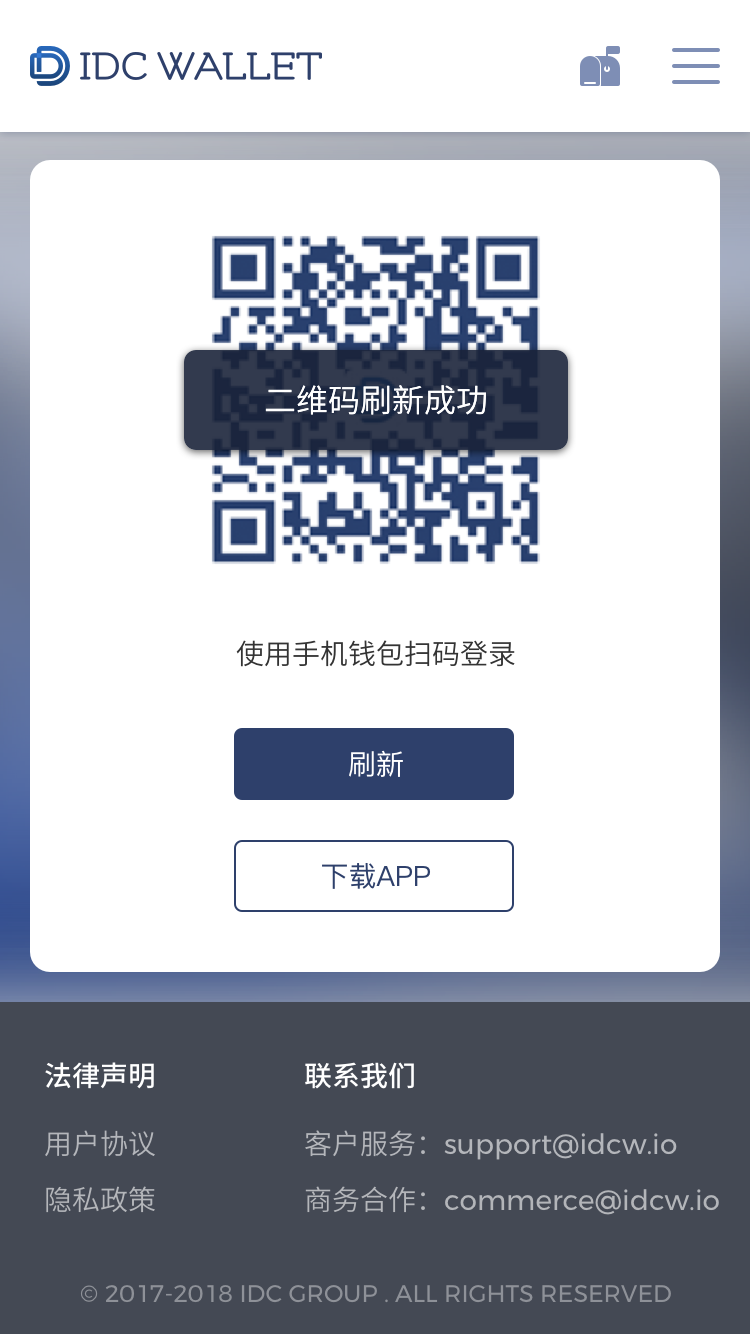 IDC WALLET
二维码刷新成功
使用手机钱包扫码登录
刷新
下载APP
法律声明
联系我们
用户协议
客户服务：support@idcw.io
隐私政策
商务合作：commerce@idcw.io
© 2017-2018 IDC GROUP . ALL RIGHTS RESERVED